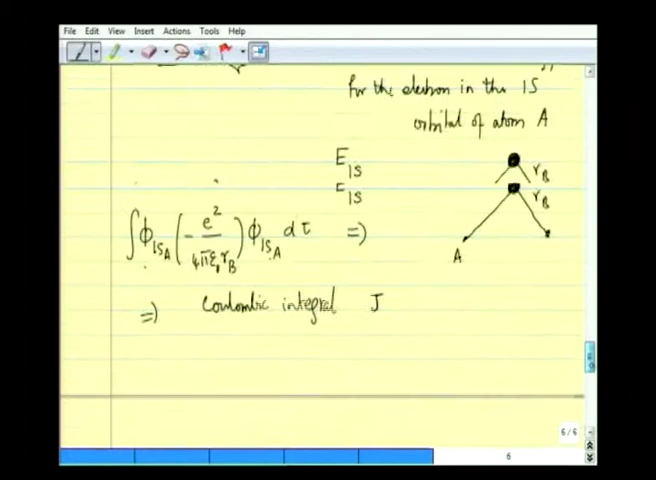 File Edit View Insert Actions Tools Help
for the electron in the 1S
orbital of atom A
E1S
E1S
rB
rB
∫ϕ1SA (-e²/4πε₀rB) ϕ1SA dτ ⇒
A
⇒ Coulombic integral J
6/6
6